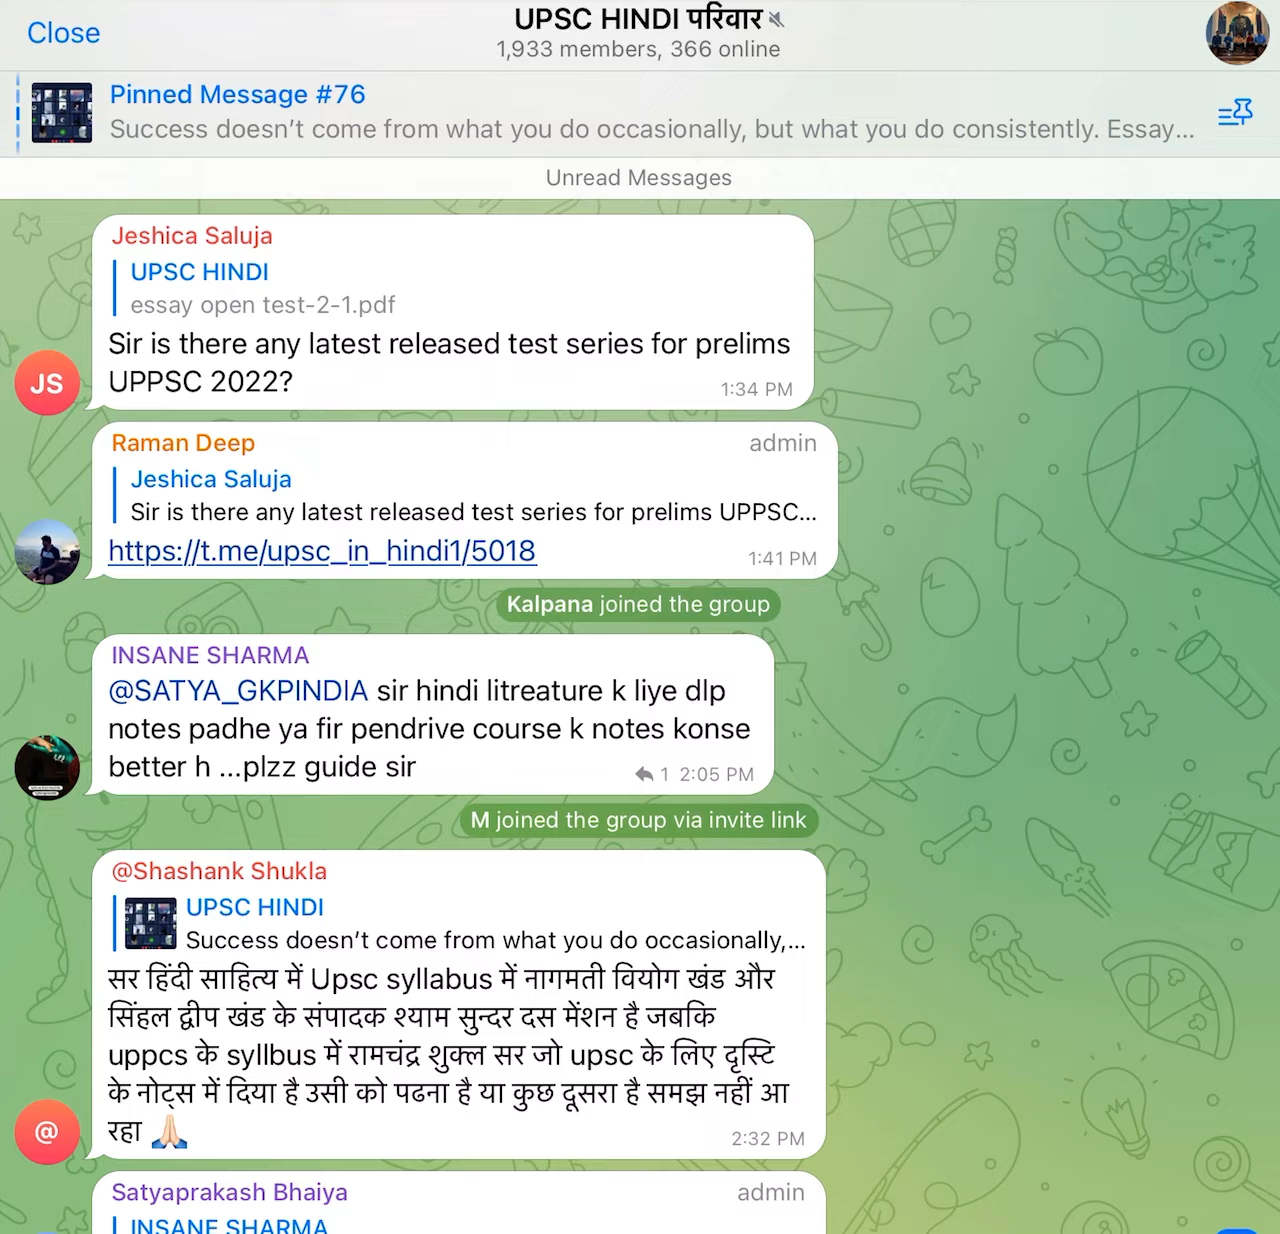 Close
UPSC HINDI परिवार
1,933 members, 366 online
Pinned Message #76
Success doesn’t come from what you do occasionally, but what you do consistently. Essay...
Unread Messages
Jeshica Saluja
UPSC HINDI
essay open test-2-1.pdf
Sir is there any latest released test series for prelims
UPPSC 2022?
1:34 PM
JS
Raman Deep admin
Jeshica Saluja
Sir is there any latest released test series for prelims UPPSC...
https://t.me/upsc_in_hindi1/5018
1:41 PM
Kalpana joined the group
INSANE SHARMA
@SATYA_GKPINDIA sir hindi litreature k liye dlp
notes padhe ya fir pendrive course k notes konse
better h ...plzz guide sir
1 2:05 PM
M joined the group via invite link
@Shashank Shukla
UPSC HINDI
Success doesn’t come from what you do occasionally,...
सर हिंदी साहित्य में Upsc syllabus में नागमती वियोग खंड और
सिंहल द्वीप खंड के संपादक श्याम सुन्दर दस मेंशन है जबकि
uppcs के syllbus में रामचंद्र शुक्ल सर जो upsc के लिए दृस्टि
के नोट्स में दिया है उसी को पढना है या कुछ दूसरा है समझ नहीं आ
रहा 🙏🏻
2:32 PM
@
Satyaprakash Bhaiya admin
INSANE SHARMA